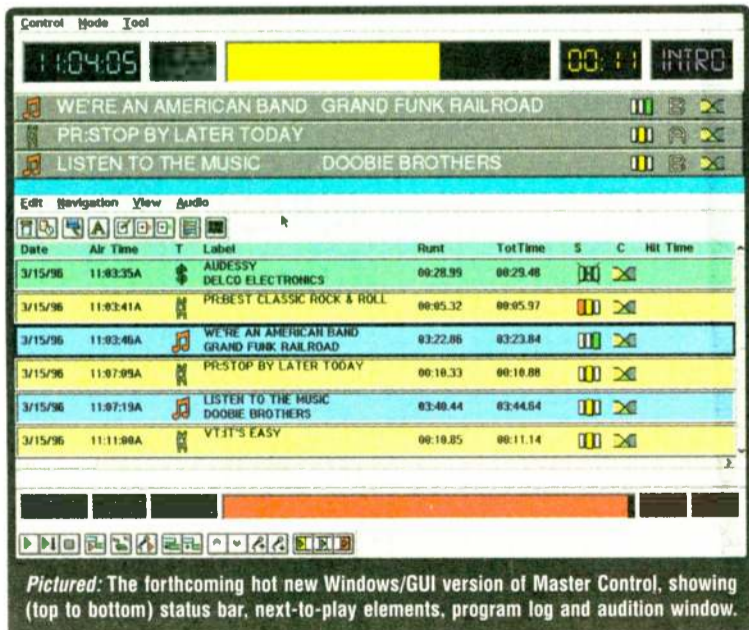 Control Mode Tool
11:04:05 00:11 INTRO
WE'RE AN AMERICAN BAND GRAND FUNK RAILROAD B
PR:STOP BY LATER TODAY A
LISTEN TO THE MUSIC DOOBIE BROTHERS B
Edit Navigation View Audio
A
Date Air Time T Label Runt TotTime S C Hit Time
3/15/96 11:03:35A AUDESSY 00:28.99 00:29.48
DELCO ELECTRONICS
3/15/96 11:03:41A PR:BEST CLASSIC ROCK & ROLL 00:05.32 00:05.97
3/15/96 11:03:46A WE'RE AN AMERICAN BAND 03:22.86 03:23.84
GRAND FUNK RAILROAD
3/15/96 11:07:09A PR:STOP BY LATER TODAY 00:10.33 00:10.88
3/15/96 11:07:19A LISTEN TO THE MUSIC 03:40.44 03:44.64
DOOBIE BROTHERS
3/15/96 11:11:00A VT:IT'S EASY 00:10.85 00:11.14
Pictured: The forthcoming hot new Windows/GUI version of Master Control, showing
(top to bottom) status bar, next-to-play elements, program log and audition window.